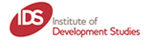 IDS
Institute of
Development Studies